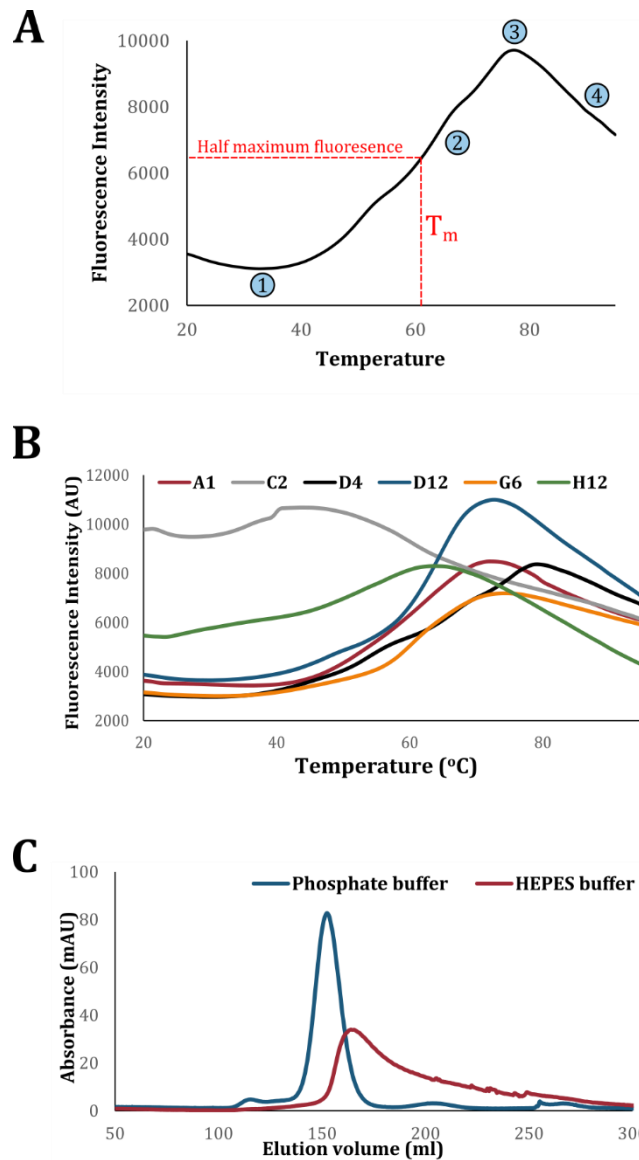 A
Fluorescence Intensity
10000
8000
6000
4000
2000
Half maximum fluoresence
Tm
1
2
3
4
20
40
60
80
Temperature
B
Fluorescence Intensity (AU)
12000
10000
8000
6000
4000
2000
A1 C2 D4 D12 G6 H12
20
40
60
80
Temperature (°C)
C
Absorbance (mAU)
100
80
60
40
20
0
Phosphate buffer HEPES buffer
50
100
150
200
250
300
Elution volume (ml)